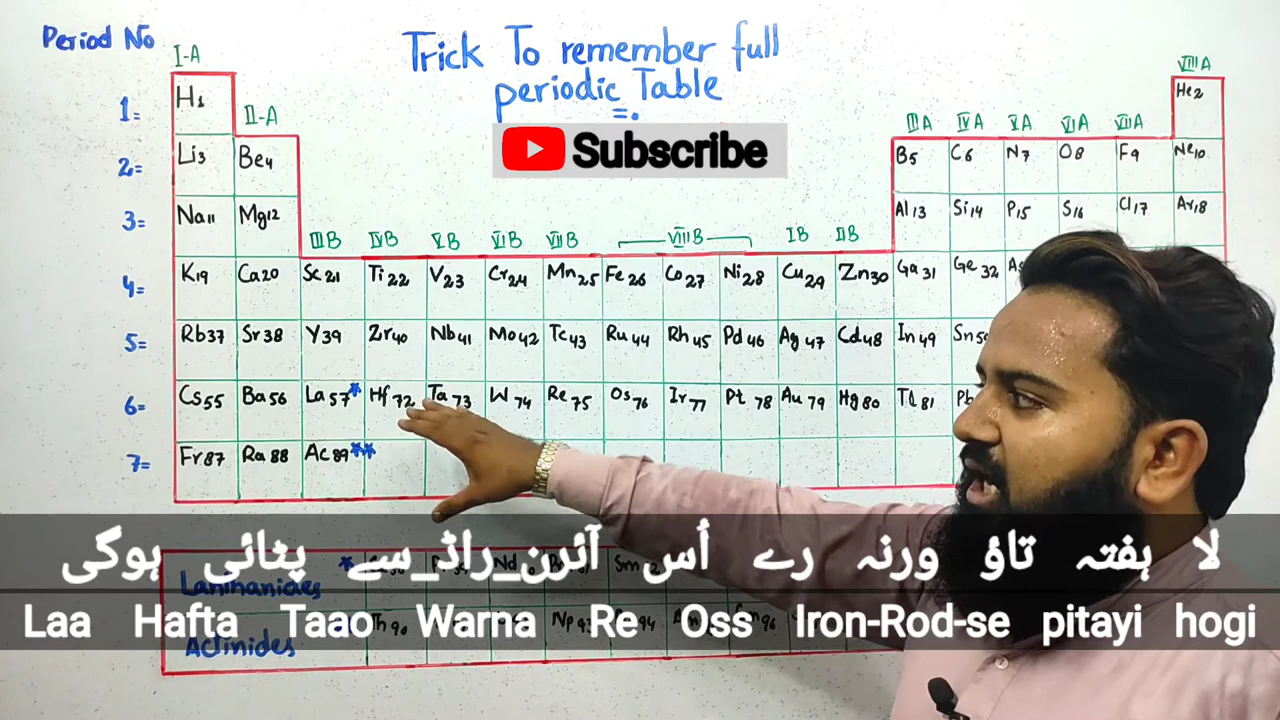 Period No
Trick To remember full
periodic Table
=.
Subscribe
I-A
VIII A
1=
H1
II-A
He2
III A IV A V A VI A VII A
2=
Li3 Be4 B5 C6 N7 O8 F9 Ne10
3=
Na11 Mg12 Al13 Si14 P15 S16 Cl17 Ar18
III B IV B V B VI B VII B VIII B I B II B
4=
K19 Ca20 Sc21 Ti22 V23 Cr24 Mn25 Fe26 Co27 Ni28 Cu29 Zn30 Ga31 Ge32
5=
Rb37 Sr38 Y39 Zr40 Nb41 Mo42 Tc43 Ru44 Rh45 Pd46 Ag47 Cd48 In49 Sn50
6=
Cs55 Ba56 La57* Hf72 Ta73 W74 Re75 Os76 Ir77 Pt78 Au79 Hg80 Tl81 Pb
7=
Fr87 Ra88 Ac89**
لا ہفتہ تاؤ ورنہ رے اُس آئرن_راڈ_سے پٹائی ہوگی
Lanthanides
Laa Hafta Taao Warna Re Oss Iron-Rod-se pitayi hogi
Actinides